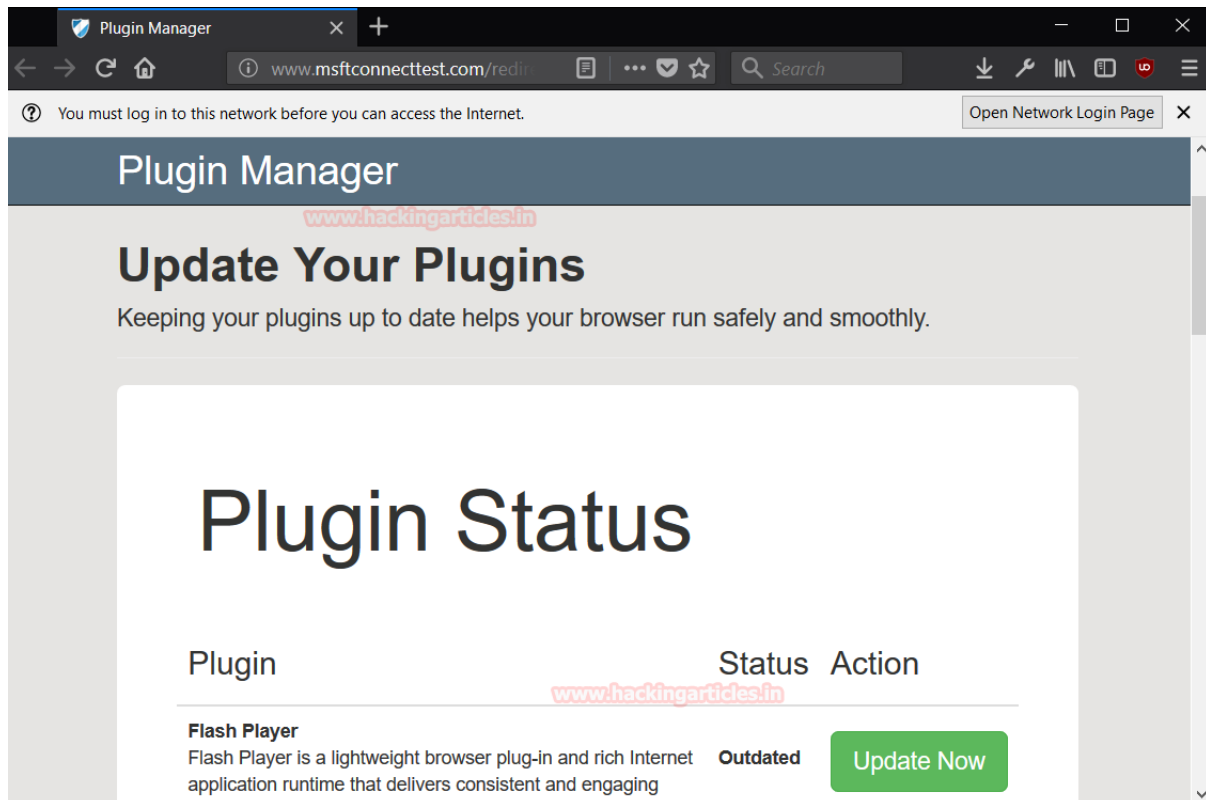 Plugin Manager
www.msftconnecttest.com/redir
Search
You must log in to this network before you can access the Internet.
Open Network Login Page
Plugin Manager
www.hackingarticles.in
Update Your Plugins
Keeping your plugins up to date helps your browser run safely and smoothly.
Plugin Status
Plugin Status Action
www.hackingarticles.in
Flash Player
Flash Player is a lightweight browser plug-in and rich Internet Outdated Update Now
application runtime that delivers consistent and engaging